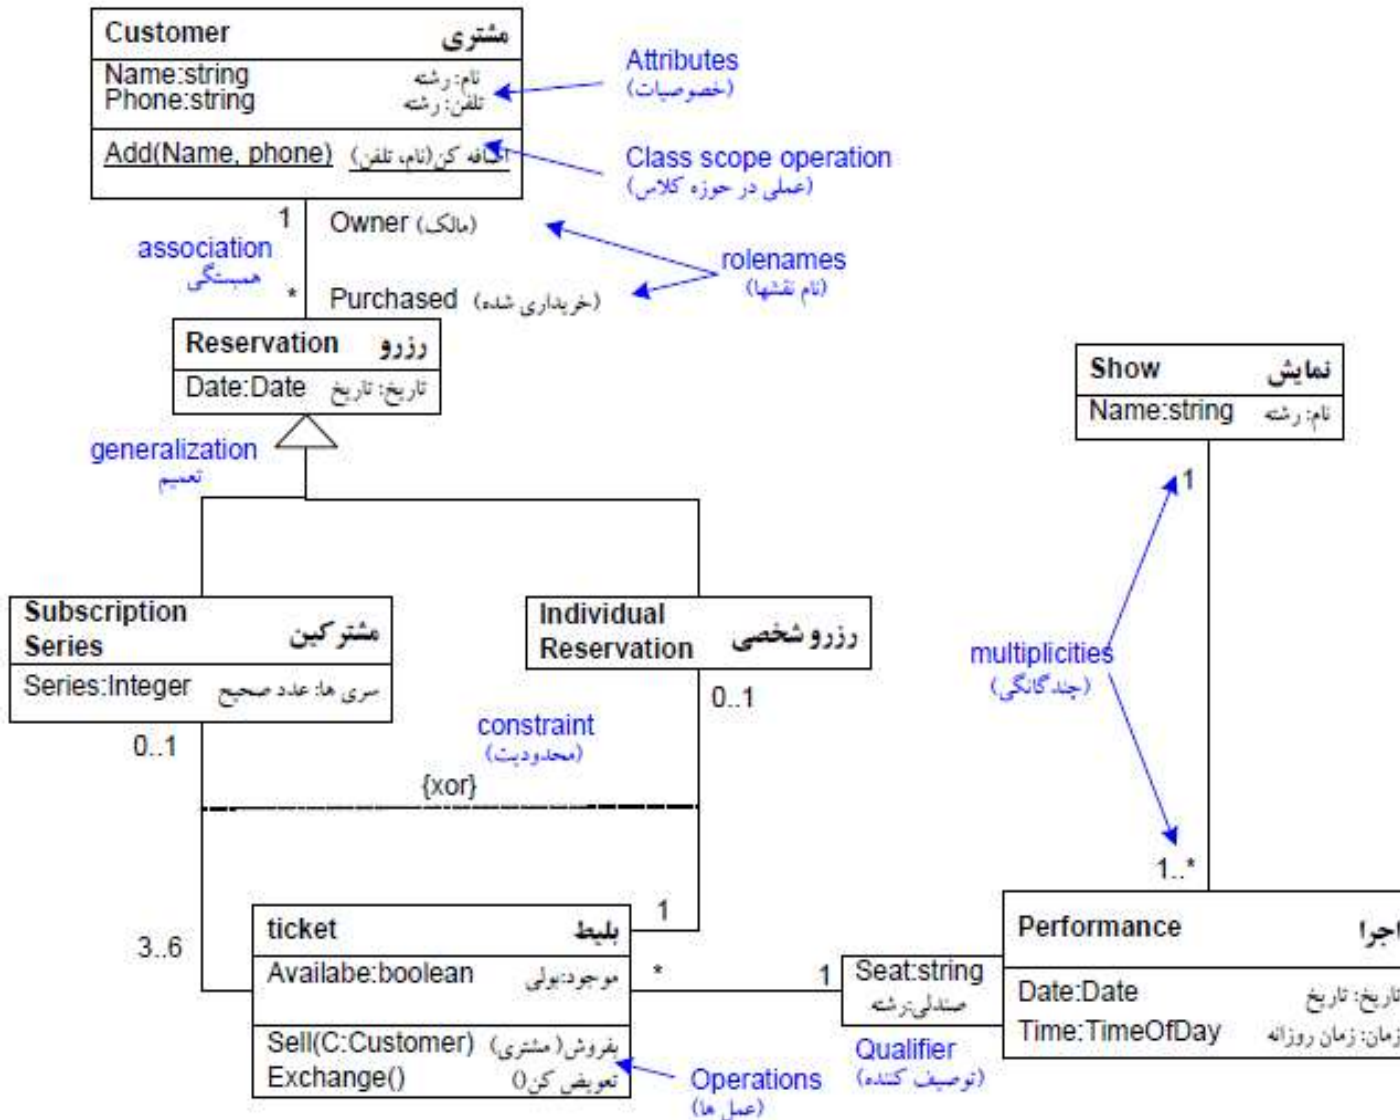 Customer مشتری
Name:string نام: رشته
Phone:string تلفن: رشته
Add(Name, phone) اضافه کن(نام، تلفن)
Attributes
(خصوصیات)
Class scope operation
(عملی در حوزه کلاس)
1 Owner (مالک)
association
همبستگی
rolenames
(نام نقشها)
* Purchased (خریداری شده)
Reservation رزرو
Date:Date تاریخ: تاریخ
Show نمایش
Name:string نام: رشته
generalization
تعمیم
1
Subscription
Series مشترکین
Series:Integer سری ها: عدد صحیح
Individual
Reservation رزرو شخصی
multiplicities
(چندگانگی)
0..1
0..1
constraint
(محدودیت)
{xor}
1..*
3..6
1
ticket بلیط
Availabe:boolean موجود:بولی
Sell(C:Customer) بفروش( مشتری)
Exchange() تعویض کن()
*
1
Seat:string
صندلی:رشته
Performance اجرا
Date:Date تاریخ: تاریخ
Time:TimeOfDay زمان: زمان روزانه
Qualifier
(توصیف کننده)
Operations
(عمل ها)